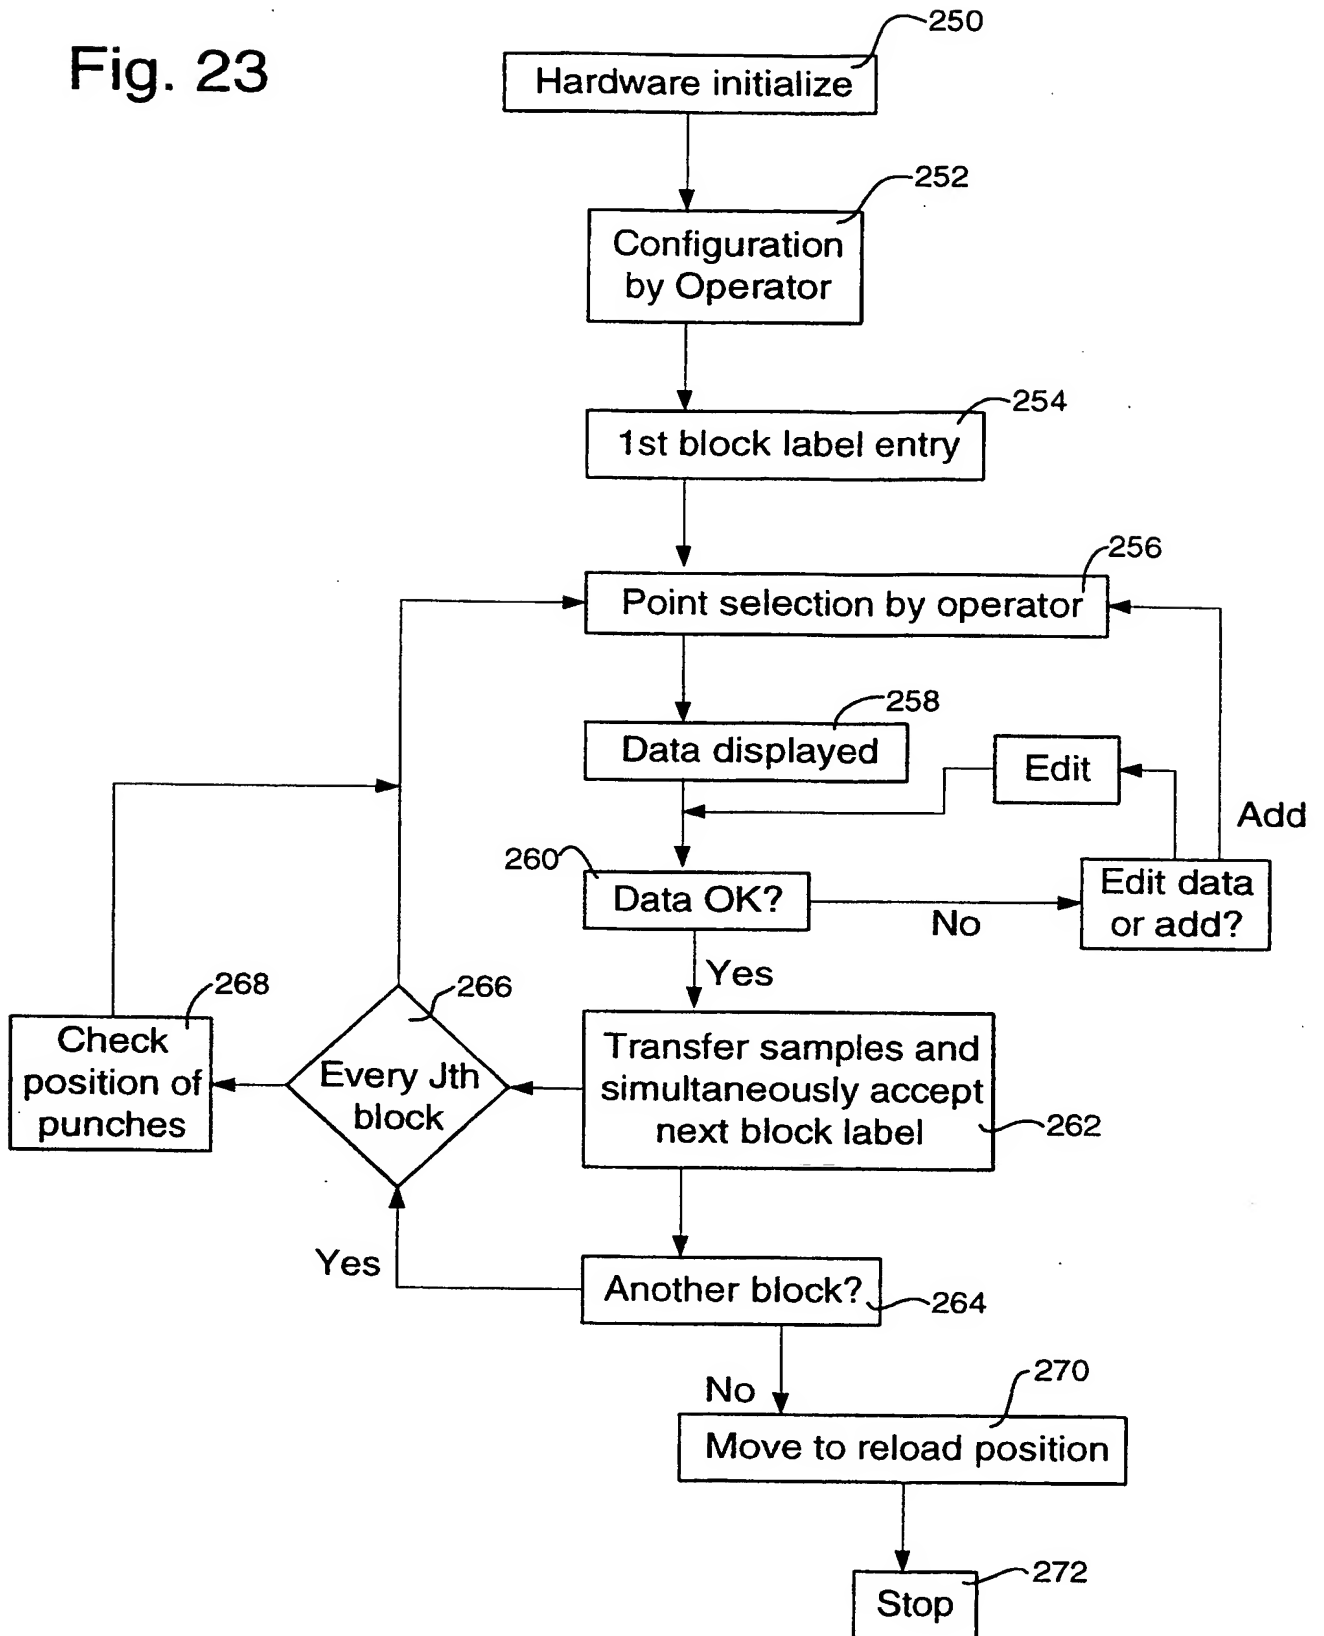 Fig. 23
250
Hardware initialize
252
Configuration
by Operator
254
1st block label entry
256
Point selection by operator
258
Data displayed
Edit
Add
260
Data OK?
No
Edit data
or add?
Yes
268
Check
position of
punches
266
Every Jth
block
Transfer samples and
simultaneously accept
next block label
262
Yes
Another block?
264
No
270
Move to reload position
272
Stop